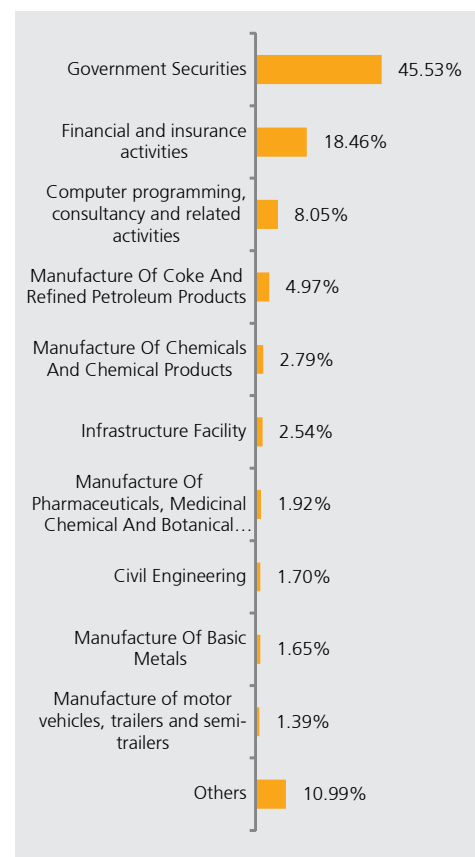 Government Securities
45.53%
Financial and insurance
activities
18.46%
Computer programming,
consultancy and related
activities
8.05%
Manufacture Of Coke And
Refined Petroleum Products
4.97%
Manufacture Of Chemicals
And Chemical Products
2.79%
Infrastructure Facility
2.54%
Manufacture Of
Pharmaceuticals, Medicinal
Chemical And Botanical…
1.92%
Civil Engineering
1.70%
Manufacture Of Basic
Metals
1.65%
Manufacture of motor
vehicles, trailers and semi-
trailers
1.39%
Others
10.99%